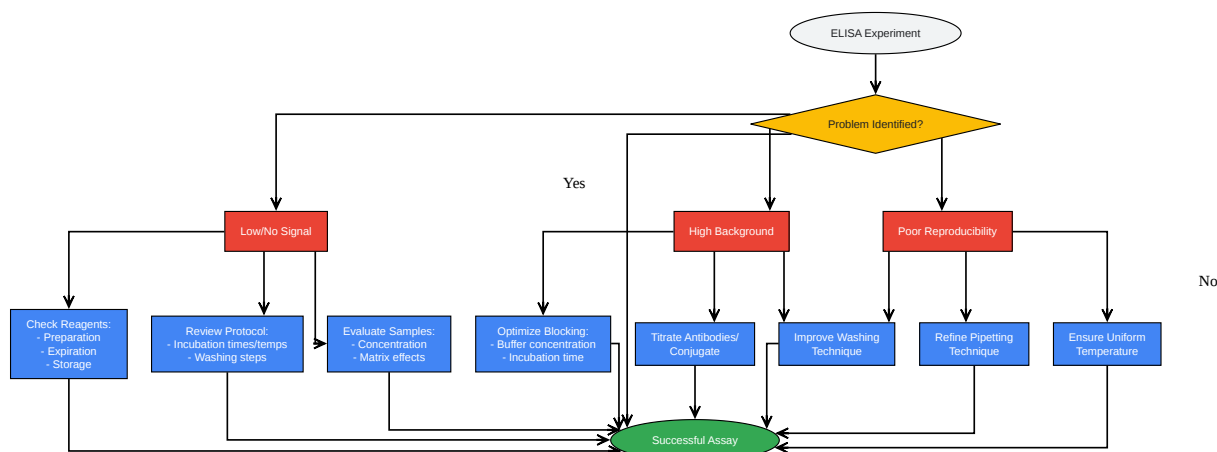 ELISA Experiment
Problem Identified?
Yes
Low/No Signal
High Background
Poor Reproducibility
No
Check Reagents:
- Preparation
- Expiration
- Storage
Review Protocol:
- Incubation times/temps
- Washing steps
Evaluate Samples:
- Concentration
- Matrix effects
Optimize Blocking:
- Buffer concentration
- Incubation time
Titrate Antibodies/
Conjugate
Improve Washing
Technique
Refine Pipetting
Technique
Ensure Uniform
Temperature
Successful Assay